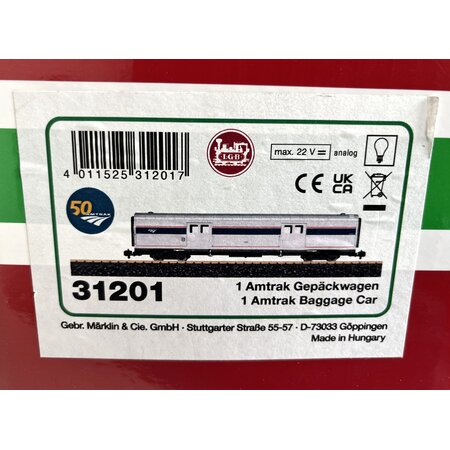 4 011525 312017
LGB
max. 22 V analog
CE UK CA
50 AMTRAK
31201
1 Amtrak Gepäckwagen
1 Amtrak Baggage Car
Gebr. Märklin & Cie. GmbH · Stuttgarter Straße 55-57 · D-73033 Göppingen
Made in Hungary